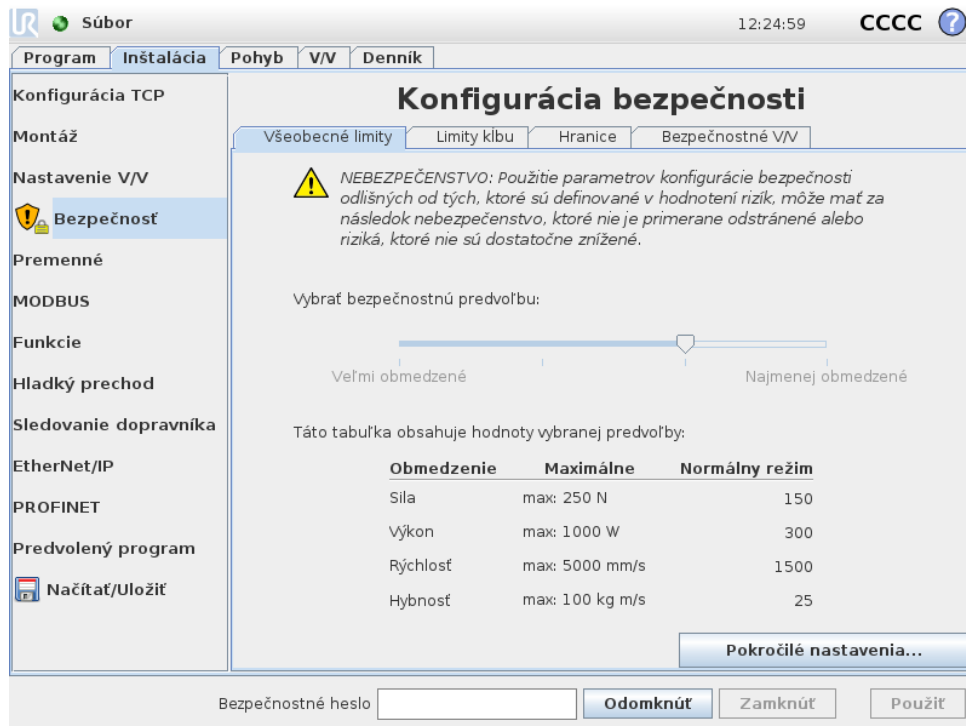 UR Súbor 12:24:59 CCCC ?
Program Inštalácia Pohyb V/V Denník
Konfigurácia TCP
Montáž
Nastavenie V/V
Bezpečnosť
Premenné
MODBUS
Funkcie
Hladký prechod
Sledovanie dopravníka
EtherNet/IP
PROFINET
Predvolený program
Načítať/Uložiť
Konfigurácia bezpečnosti
Všeobecné limity Limity kĺbu Hranice Bezpečnostné V/V
NEBEZPEČENSTVO: Použitie parametrov konfigurácie bezpečnosti
odlišných od tých, ktoré sú definované v hodnotení rizík, môže mať za
následok nebezpečenstvo, ktoré nie je primerane odstránené alebo
riziká, ktoré nie sú dostatočne znížené.
Vybrať bezpečnostnú predvoľbu:
Veľmi obmedzené Najmenej obmedzené
Táto tabuľka obsahuje hodnoty vybranej predvoľby:
Obmedzenie Maximálne Normálny režim
Sila max: 250 N 150
Výkon max: 1000 W 300
Rýchlosť max: 5000 mm/s 1500
Hybnosť max: 100 kg m/s 25
Pokročilé nastavenia...
Bezpečnostné heslo Odomknúť Zamknúť Použiť